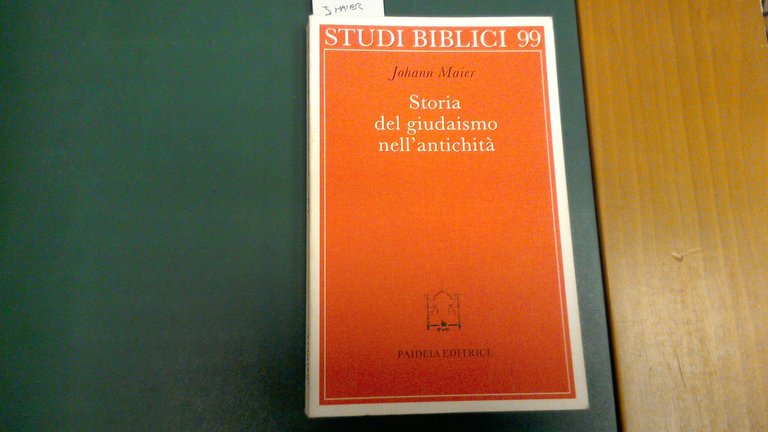 J MAIER
STUDI BIBLICI 99
Johann Maier
Storia
del giudaismo
nell'antichità
PAIDEIA EDITRICE